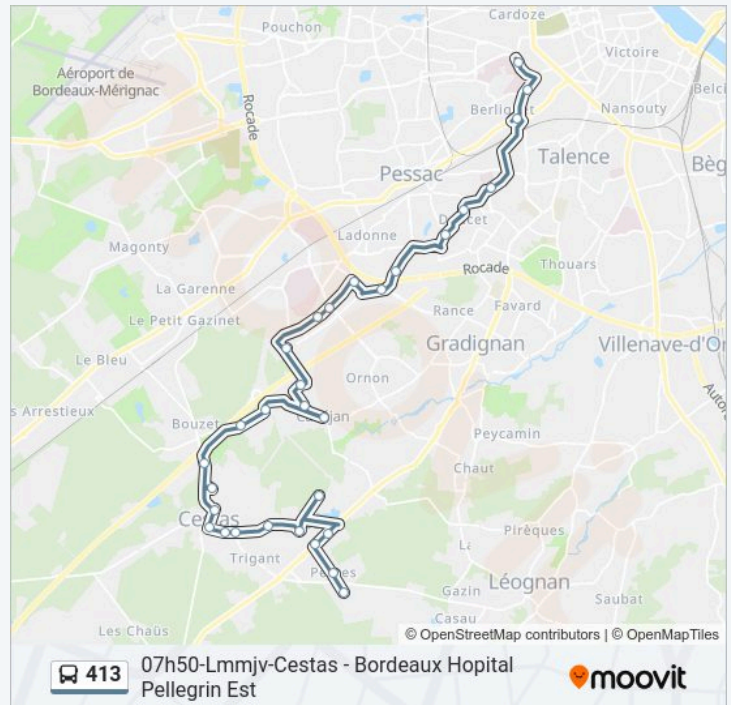 Cardoze
Pouchon
Victoire
Aéroport de
Bordeaux-Mérignac
Rocade
Belci
Nansouty
Talence
Bèg
Pessac
Ladonne
Magonty
Rocade
Thouars
La Garenne
Rance
Favard
Le Petit Gazinet
Gradignan
Villenave-d'Or
Le Bleu
Ornon
s Arrestieux
Bouzet
Peycamin
Chaut
Cestas
Pirèques
Trigant
Léognan
Gazin
Saubat
Casau
Les Chaüs
© OpenStreetMap contributors | © OpenMapTiles
413
07h50-Lmmjv-Cestas - Bordeaux Hopital
Pellegrin Est
moovit